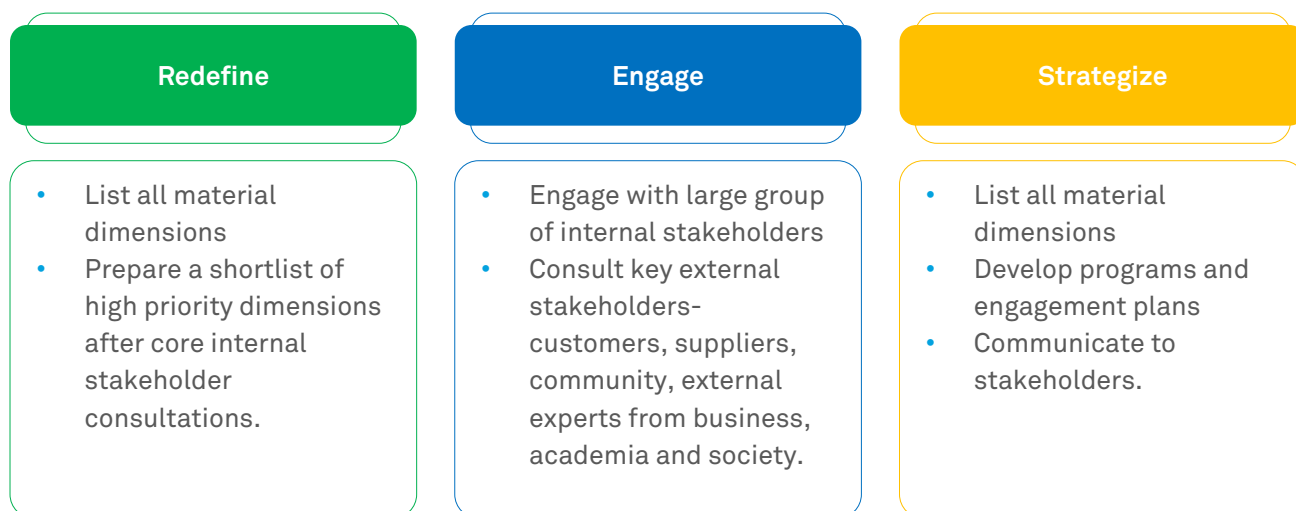 Redefine
• List all material
dimensions
• Prepare a shortlist of
high priority dimensions
after core internal
stakeholder
consultations.
Engage
• Engage with large group
of internal stakeholders
• Consult key external
stakeholders-
customers, suppliers,
community, external
experts from business,
academia and society.
Strategize
• List all material
dimensions
• Develop programs and
engagement plans
• Communicate to
stakeholders.